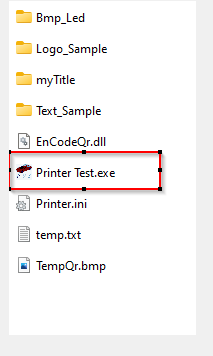 Bmp_Led
Logo_Sample
myTitle
Text_Sample
EnCodeQr.dll
Printer Test.exe
Printer.ini
temp.txt
TempQr.bmp